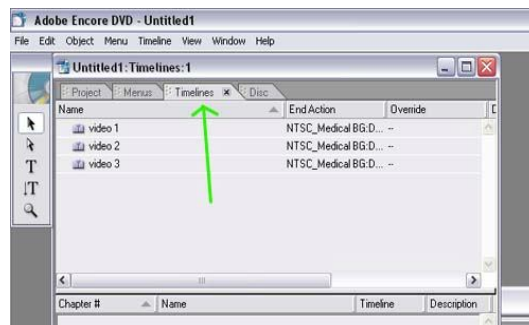 Adobe Encore DVD - Untitled1
File Edit Object Menu Timeline View Window Help
Untitled1: Timelines: 1
Project Menus Timelines Disc
Name End Action Override D
video 1 NTSC_Medical BG:D... --
video 2 NTSC_Medical BG:D... --
video 3 NTSC_Medical BG:D... --
T
IT
Chapter # Name Timeline Description